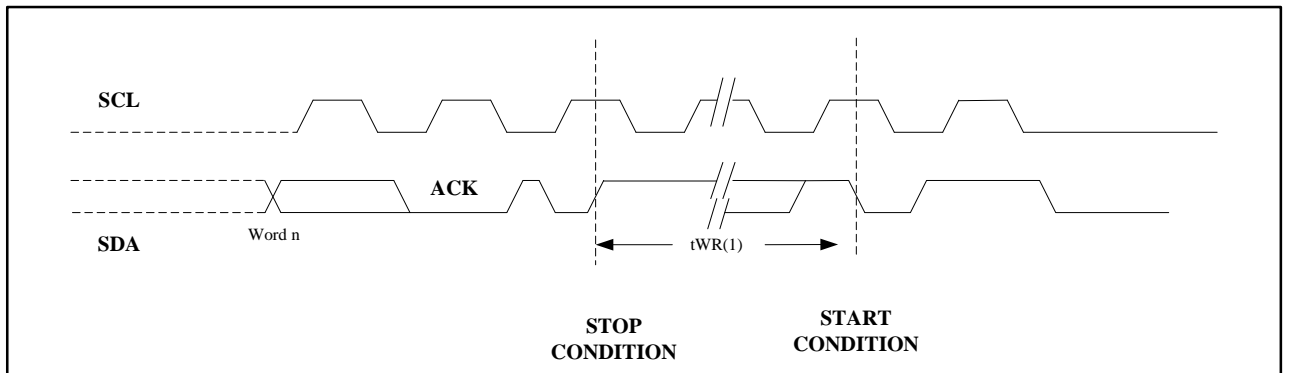 SCL
ACK
Word n
SDA
tWR(1)
STOP
CONDITION
START
CONDITION